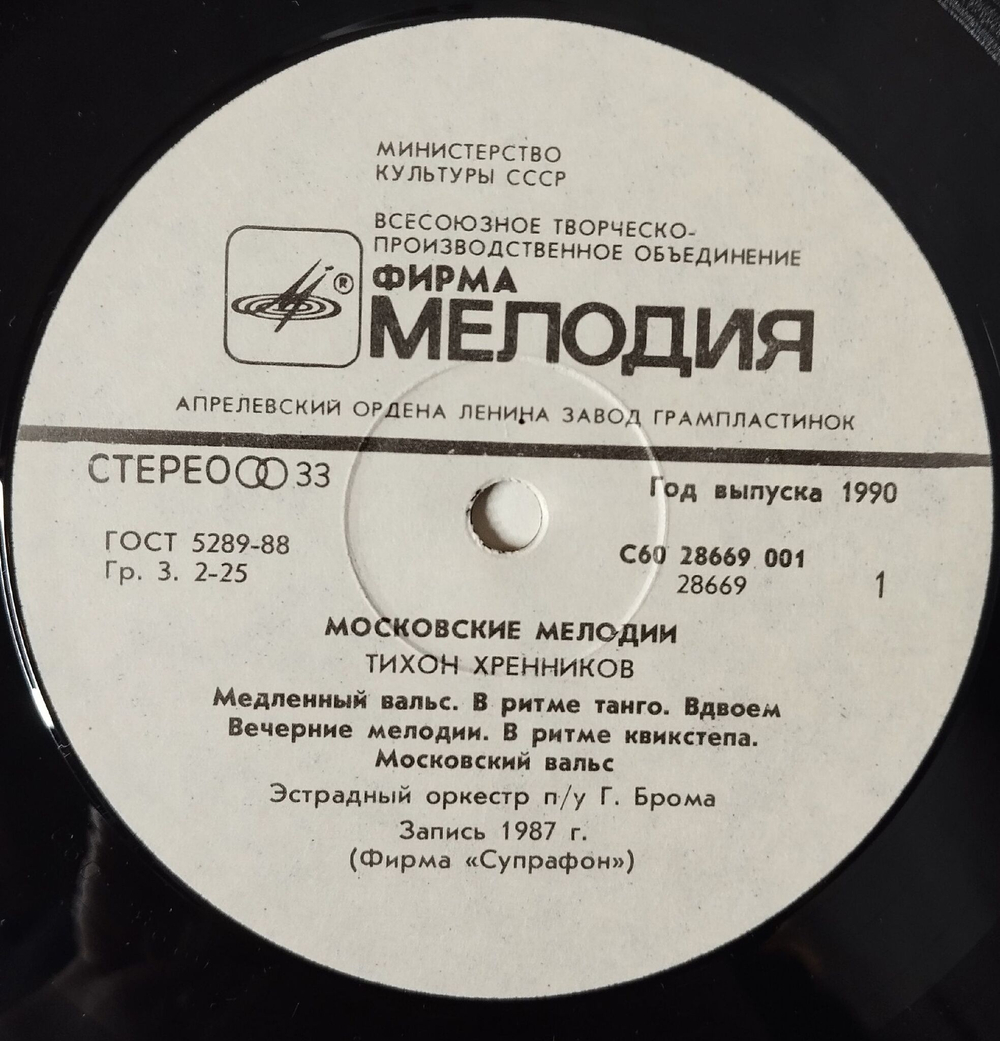 МИНИСТЕРСТВО
КУЛЬТУРЫ СССР
ВСЕСОЮЗНОЕ ТВОРЧЕСКО-
ПРОИЗВОДСТВЕННОЕ ОБЪЕДИНЕНИЕ
ФИРМА
®
МЕЛОДИЯ
АПРЕЛЕВСКИЙ ОРДЕНА ЛЕНИНА ЗАВОД ГРАМПЛАСТИНОК
СТЕРЕО 33
Год выпуска 1990
ГОСТ 5289-88
Гр. 3. 2-25
С60 28669 001
28669
1
МОСКОВСКИЕ МЕЛОДИИ
ТИХОН ХРЕННИКОВ
Медленный вальс. В ритме танго. Вдвоем
Вечерние мелодии. В ритме квикстепа.
Московский вальс
Эстрадный оркестр п/у Г. Брома
Запись 1987 г.
(Фирма «Супрафон»)